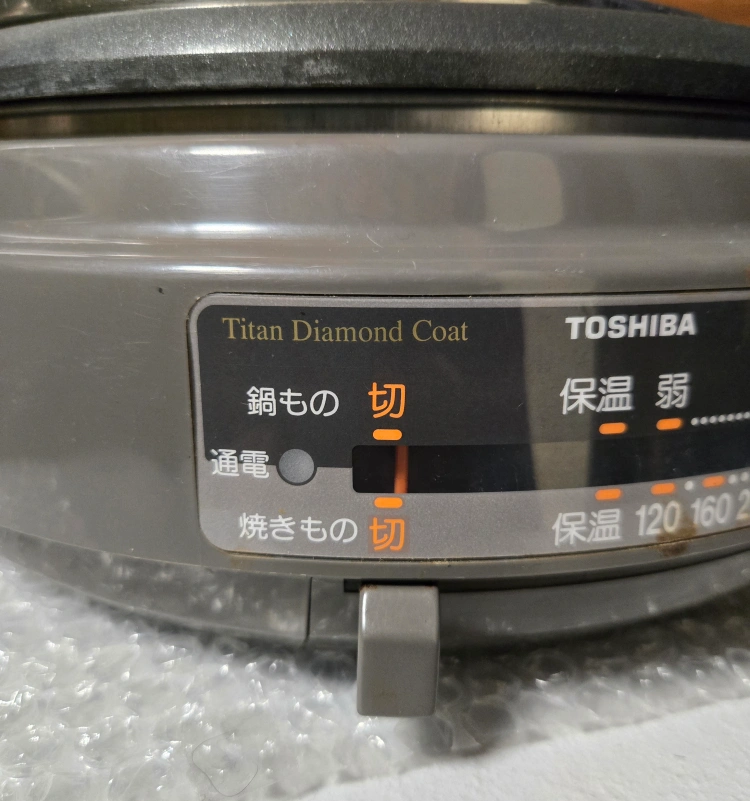 Titan Diamond Coat TOSHIBA
鍋もの 切 保温 弱
通電
焼きもの 切 保温 120 160